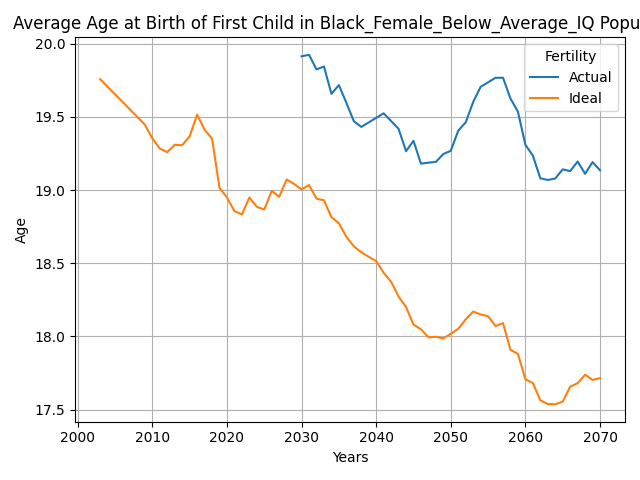 Average Age at Birth of First Child in Black_Female_Below_Average_IQ Popu
Fertility
Actual
Ideal
20.0
19.5
19.0
18.5
18.0
17.5
Age
2000 2010 2020 2030 2040 2050 2060 2070
Years